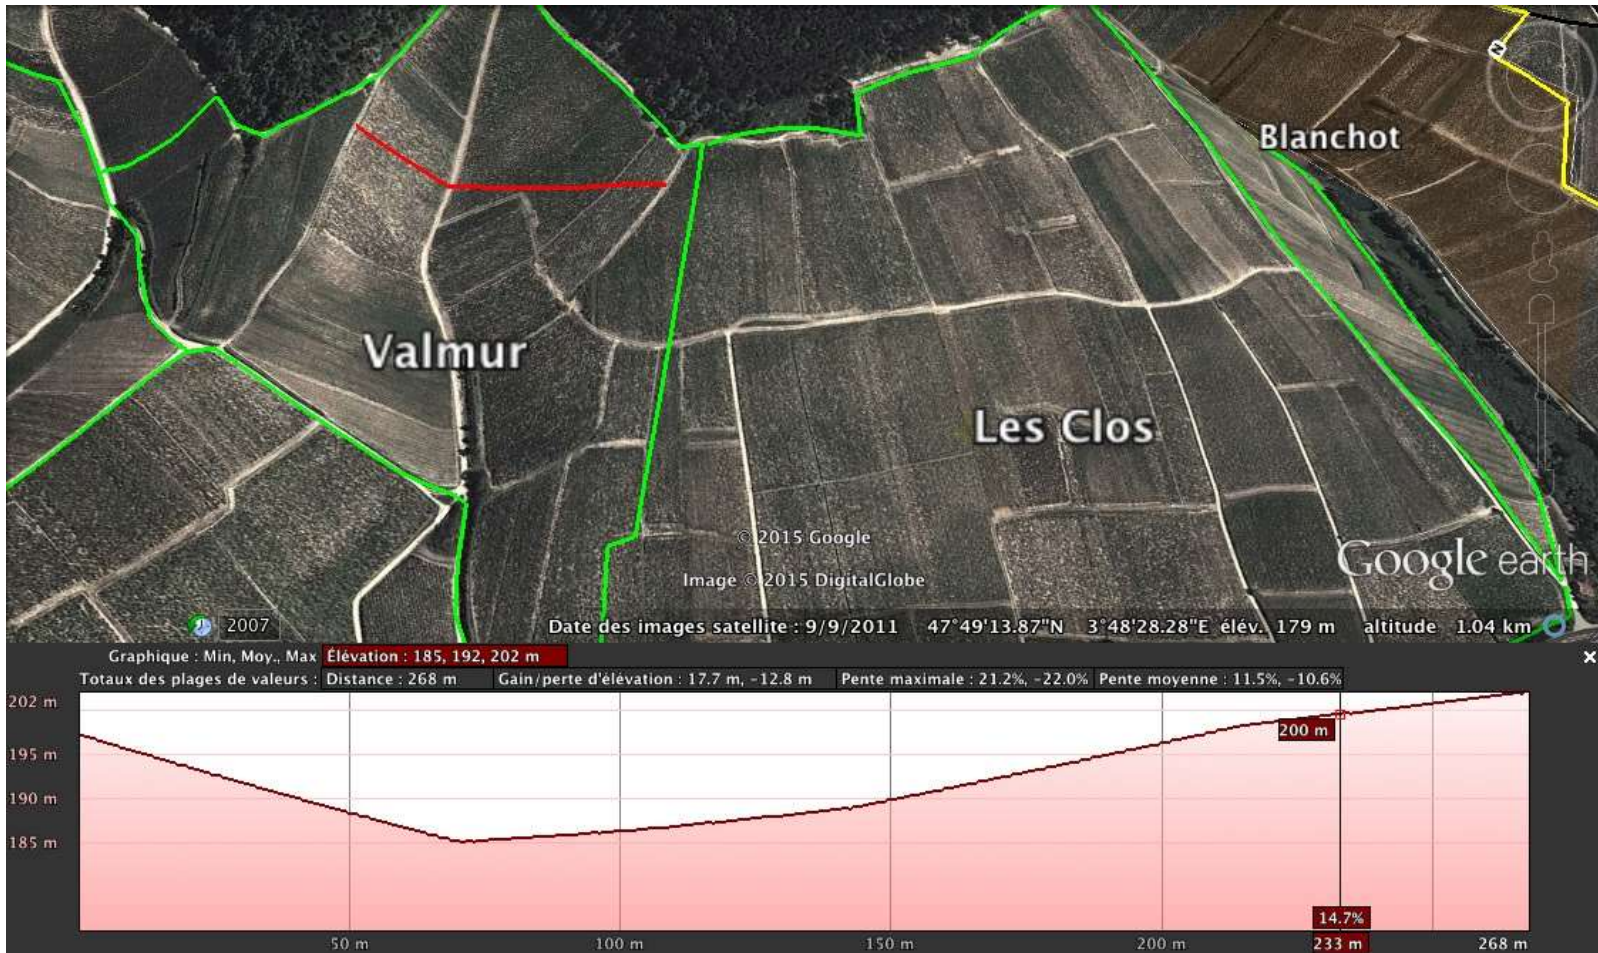 N
Blanchot
Valmur
Les Clos
© 2015 Google
Google earth
Image © 2015 DigitalGlobe
2007
Date des images satellite : 9/9/2011 47°49'13.87"N 3°48'28.28"E élév. 179 m altitude 1.04 km
Graphique : Min, Moy., Max Élévation : 185, 192, 202 m
Totaux des plages de valeurs : Distance : 268 m Gain/perte d'élévation : 17.7 m, -12.8 m Pente maximale : 21.2%, -22.0% Pente moyenne : 11.5%, -10.6%
202 m
200 m
195 m
190 m
185 m
14.7%
50 m 100 m 150 m 200 m 233 m 268 m